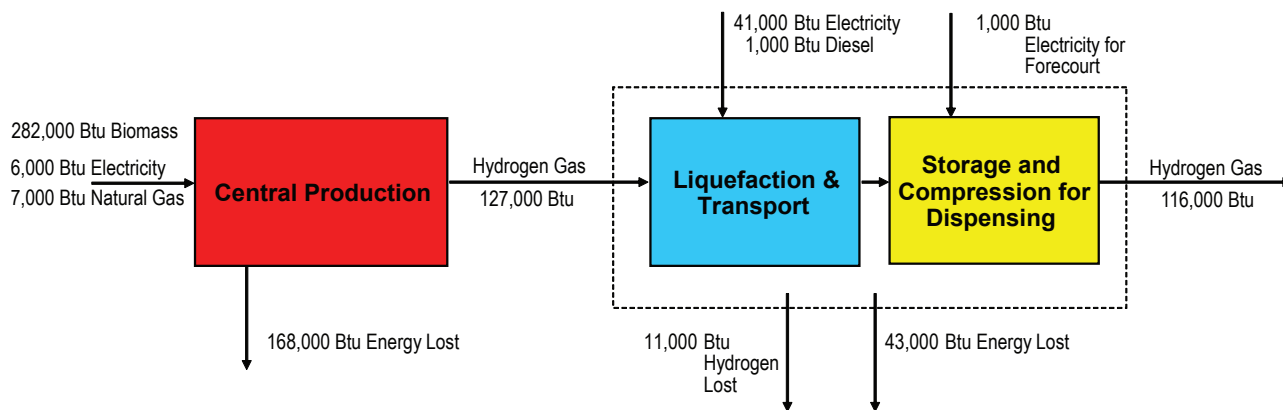 41,000 Btu Electricity
1,000 Btu Diesel
1,000 Btu
Electricity for
Forecourt
282,000 Btu Biomass
6,000 Btu Electricity
7,000 Btu Natural Gas
Central Production
Hydrogen Gas
127,000 Btu
Liquefaction &
Transport
Storage and
Compression for
Dispensing
Hydrogen Gas
116,000 Btu
168,000 Btu Energy Lost
11,000 Btu
Hydrogen
Lost
43,000 Btu Energy Lost